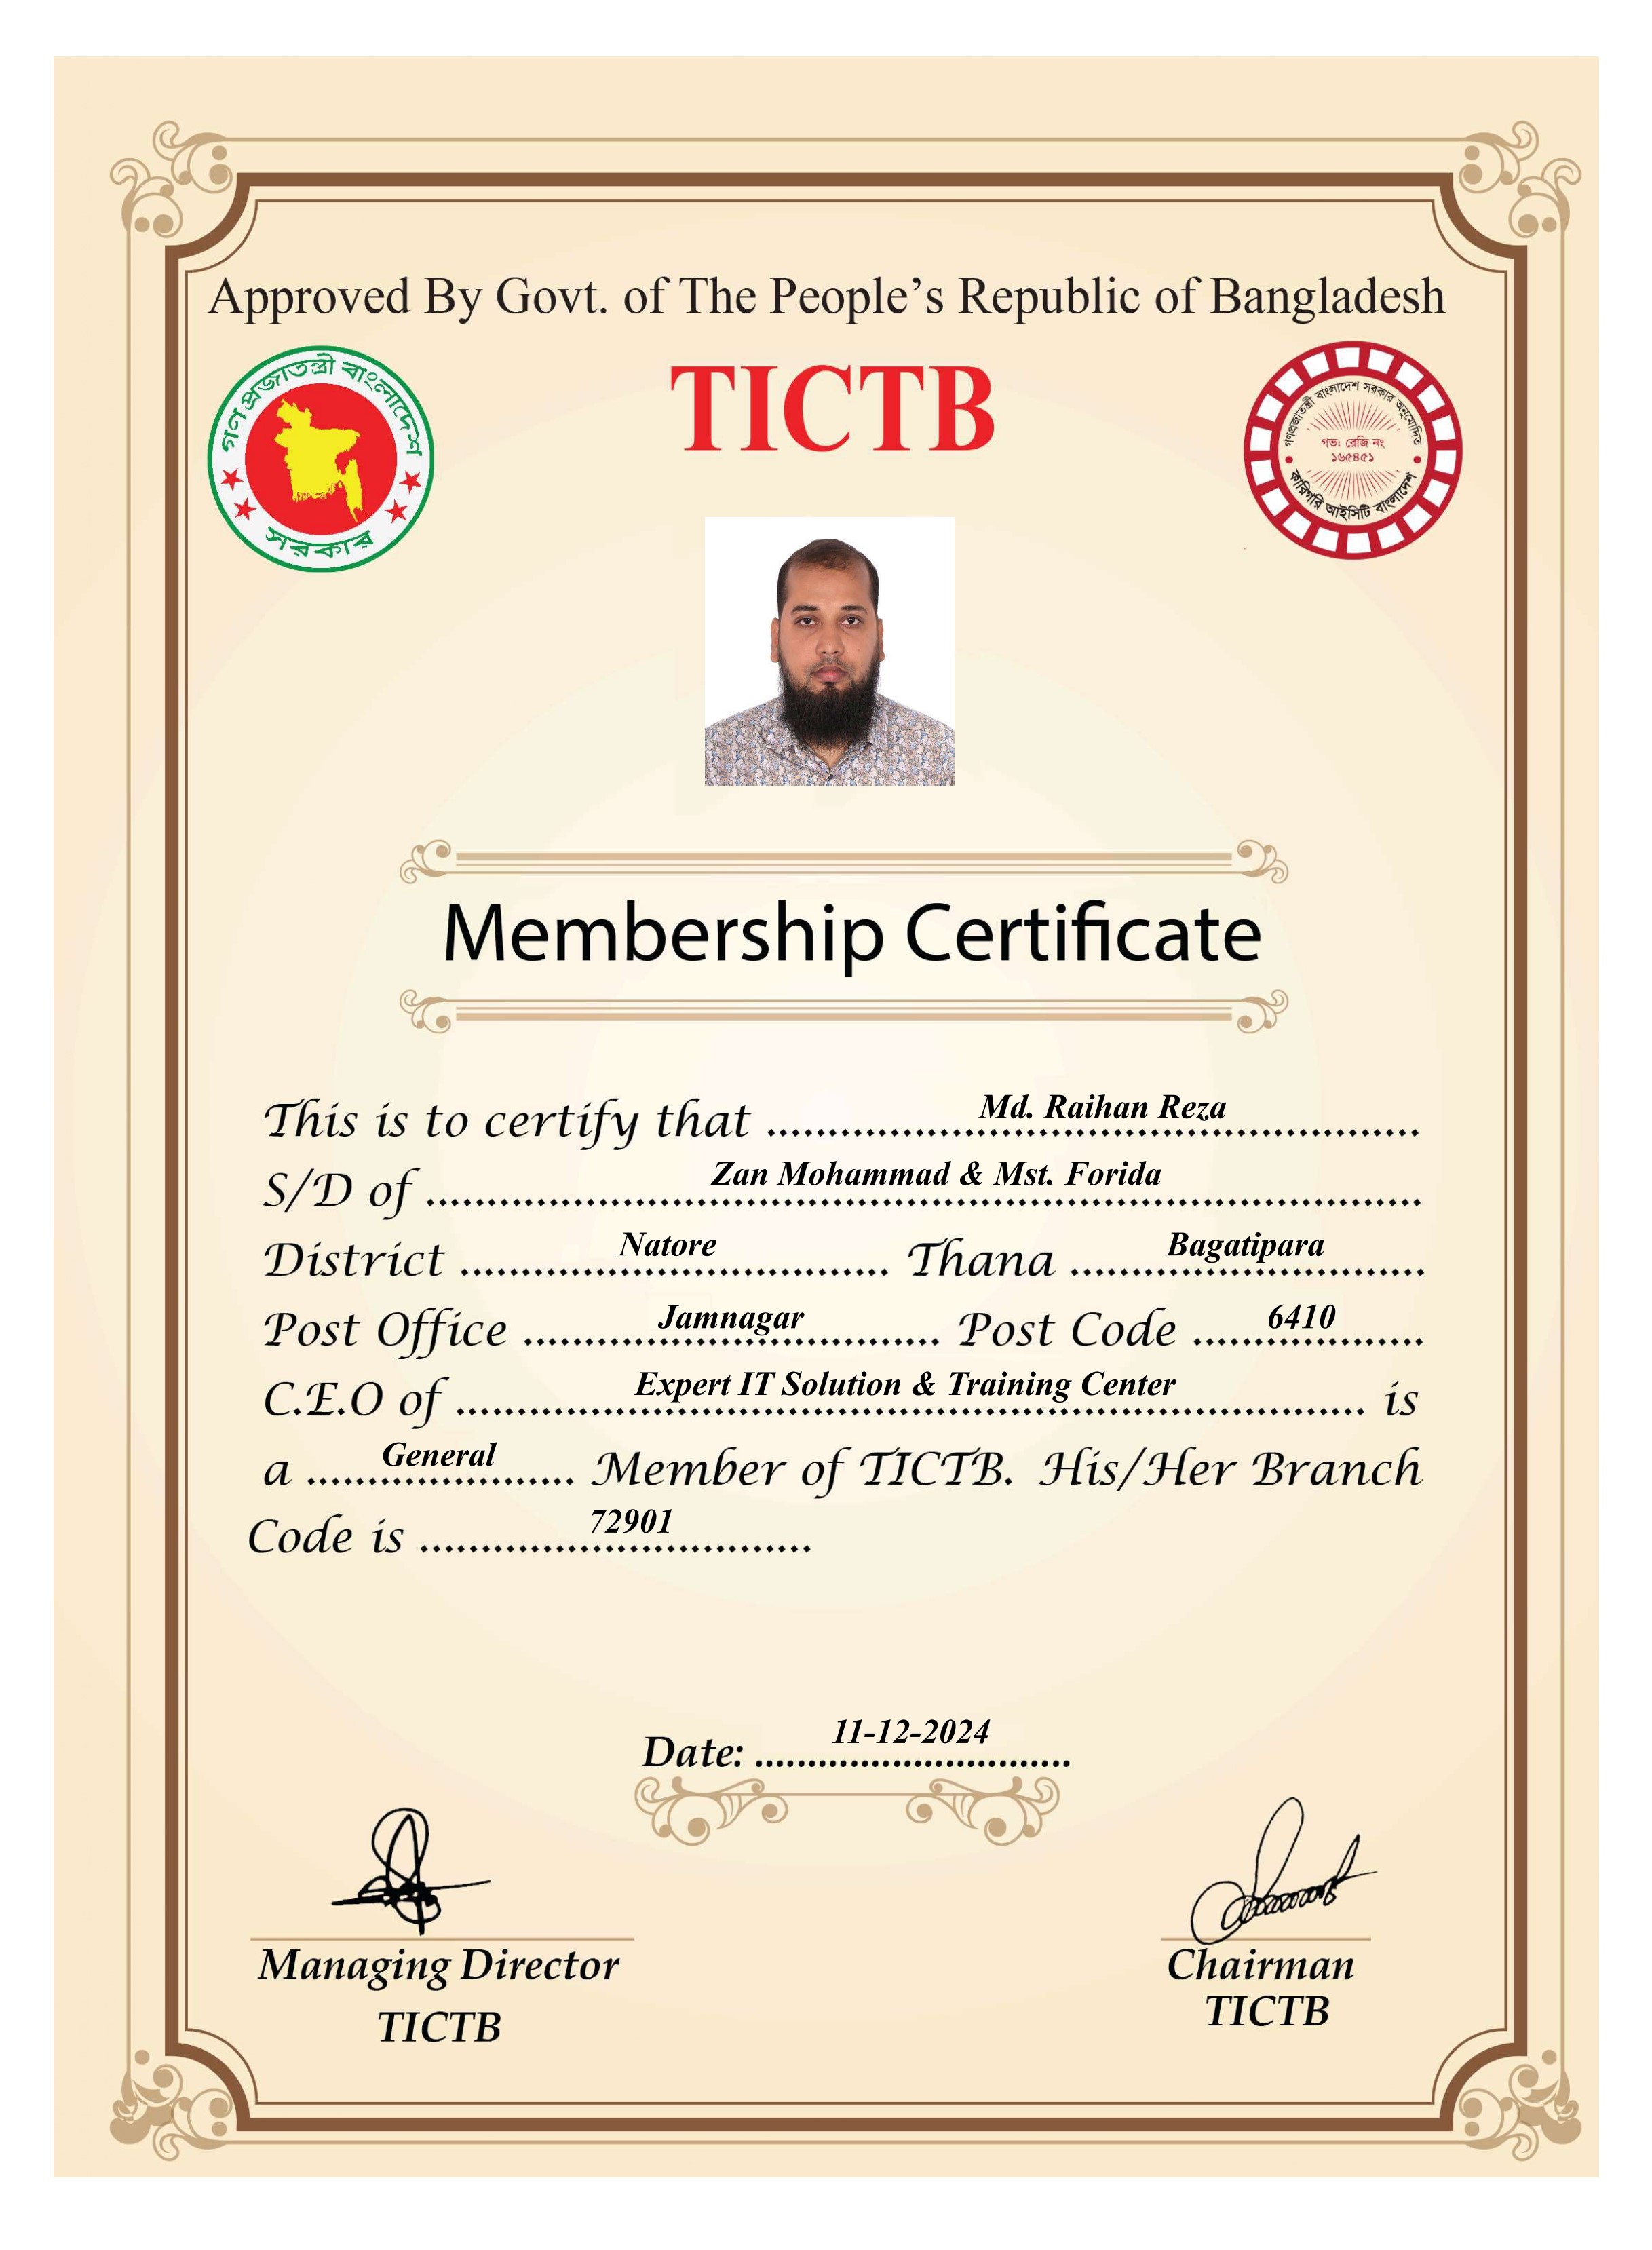 Approved By Govt. of The People’s Republic of Bangladesh
গণপ্রজাতন্ত্রী বাংলাদেশ
সরকার
TICTB
গণপ্রজাতন্ত্রী বাংলাদেশ সরকার অনুমোদিত
গভ: রেজি নং
১৬৫৪৫১
কারিগরি আইসিটি বাংলাদেশ
Membership Certificate
This is to certify that Md. Raihan Reza
S/D of Zan Mohammad & Mst. Forida
District Natore Thana Bagatipara
Post Office Jamnagar Post Code 6410
C.E.O of Expert IT Solution & Training Center is
a General Member of TICTB. His/Her Branch
Code is 72901
Date: 11-12-2024
Managing Director
TICTB
Chairman
TICTB